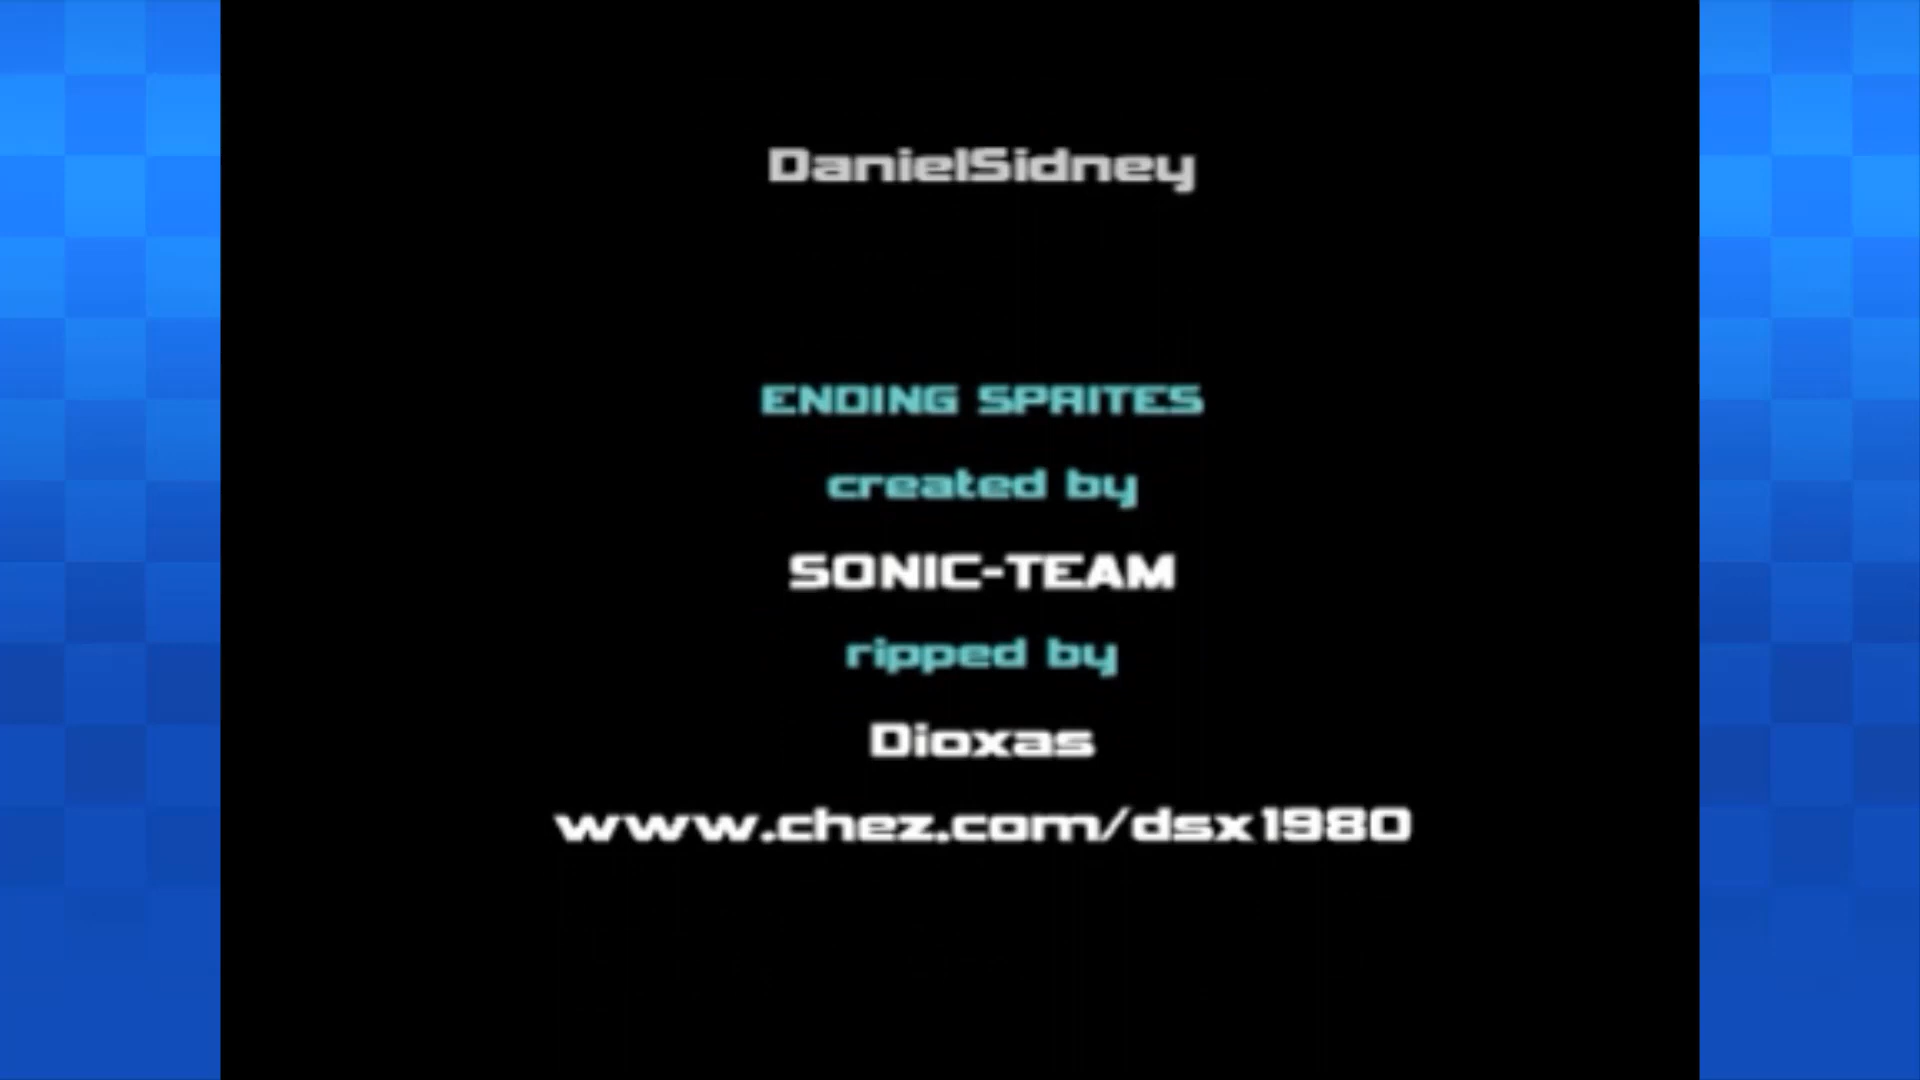 DanielSidney
ENDING SPRITES
created by
SONIC-TEAM
ripped by
Dioxas
www.chez.com/dsx1980